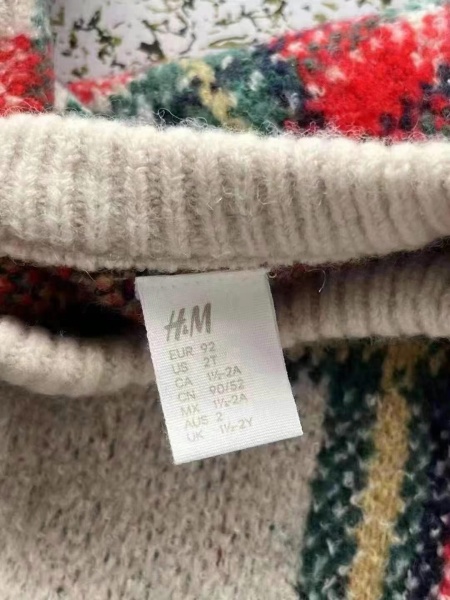 H&M
EUR 92
US 2T
CA 1½-2A
CN 90/52
MX 1½-2A
AUS 2
UK 1½-2Y